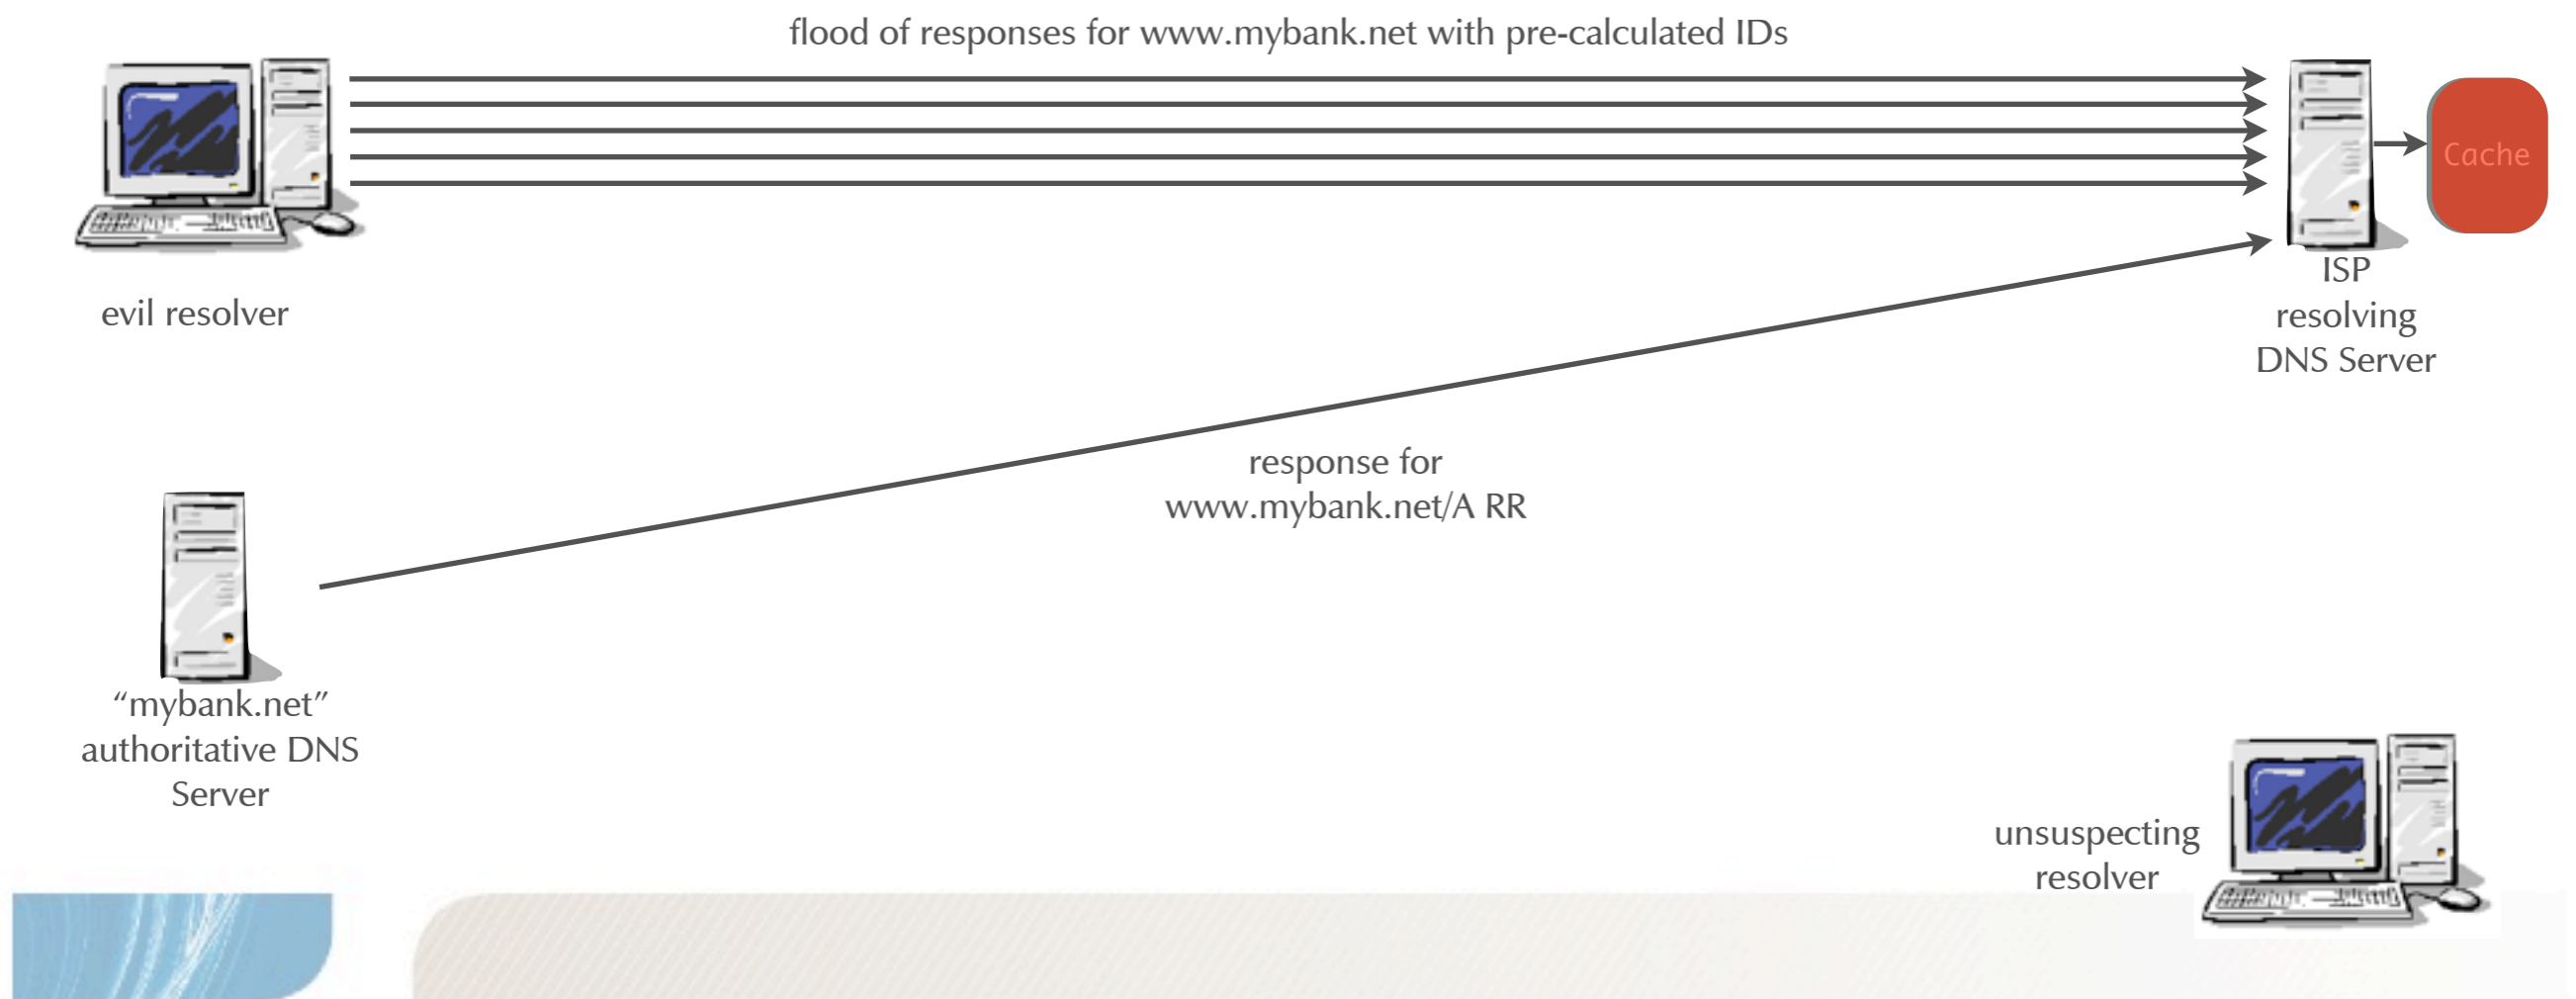 flood of responses for www.mybank.net with pre-calculated IDs
Cache
ISP
resolving
DNS Server
evil resolver
response for
www.mybank.net/A RR
“mybank.net”
authoritative DNS
Server
unsuspecting
resolver